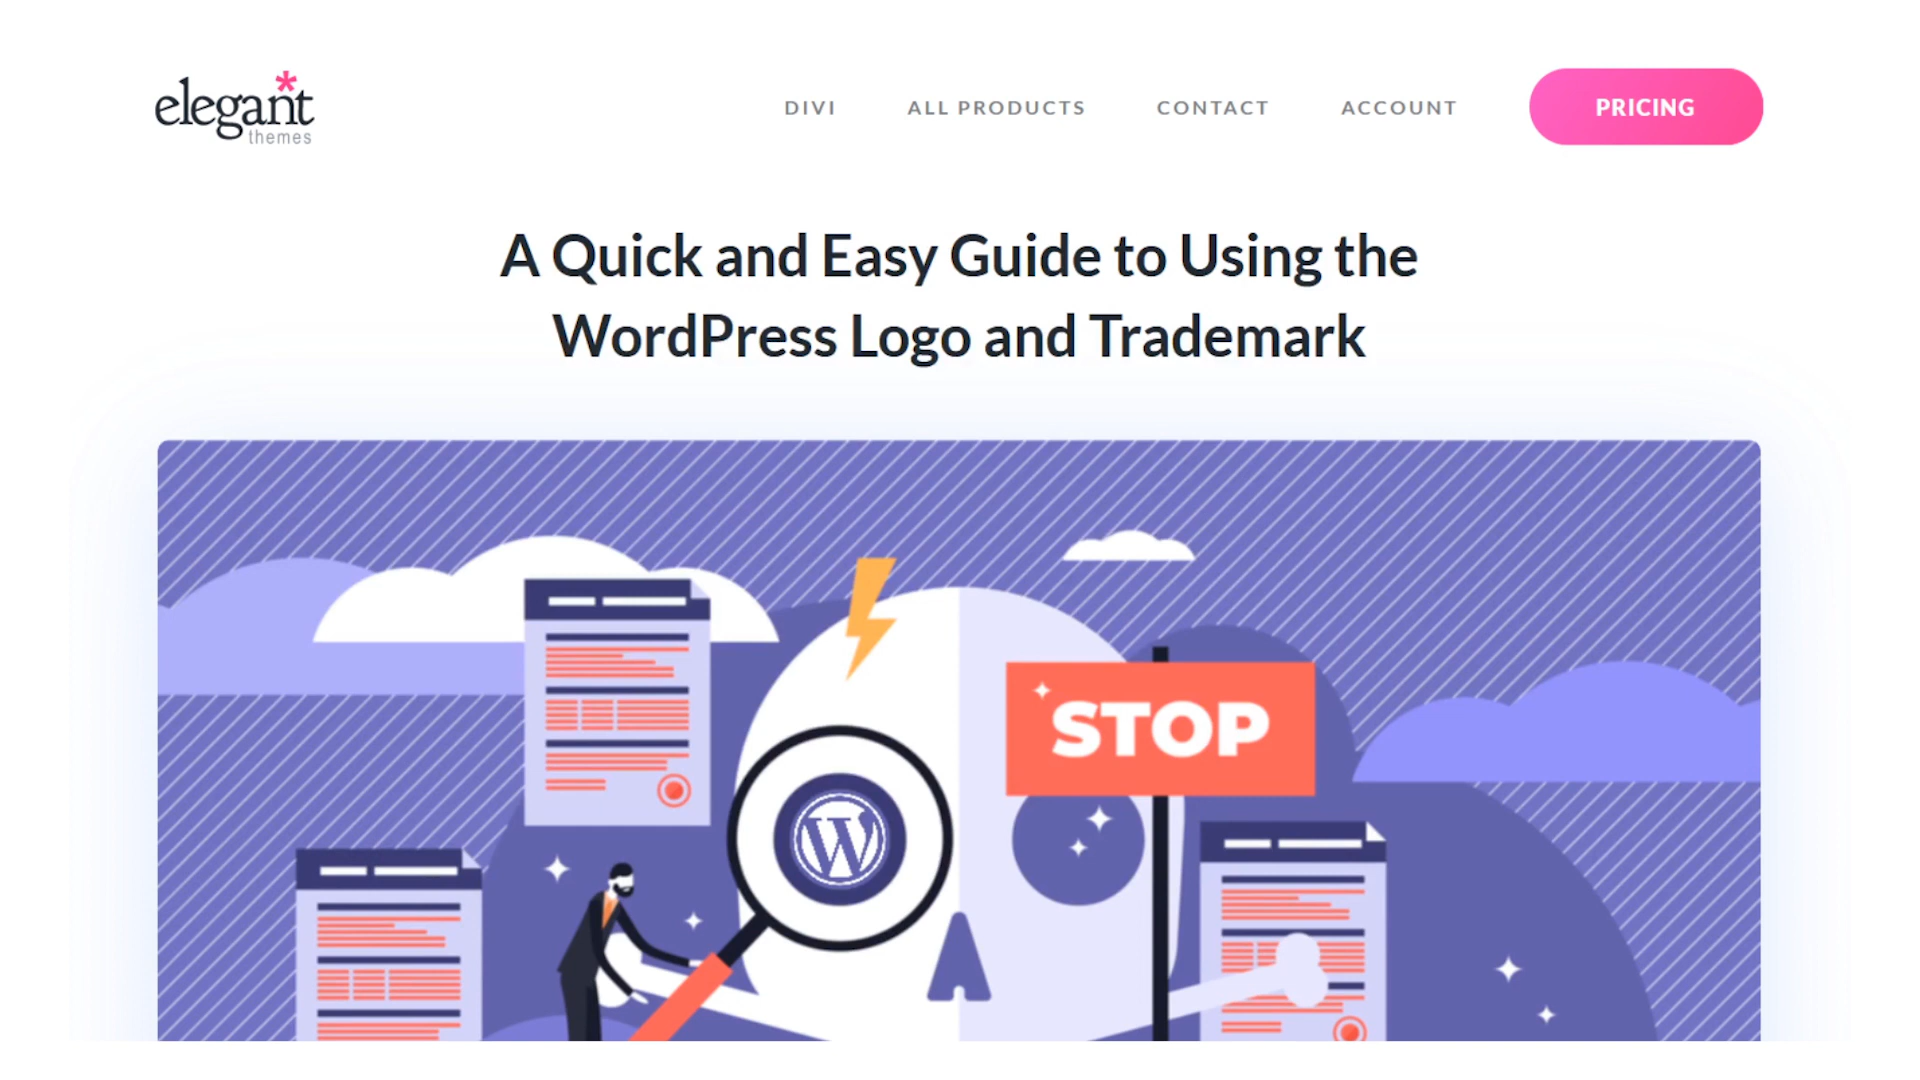 elegant
themes
DIVI
ALL PRODUCTS
CONTACT
ACCOUNT
PRICING
A Quick and Easy Guide to Using the
WordPress Logo and Trademark
STOP
W